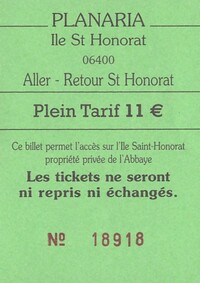 PLANARIA
Ile St Honorat
06400
Aller - Retour St Honorat
Plein Tarif 11 €
Ce billet permet l'accès sur l'Ile Saint-Honorat
propriété privée de l'Abbaye
Les tickets ne seront
ni repris ni échangés.
Nº 18918